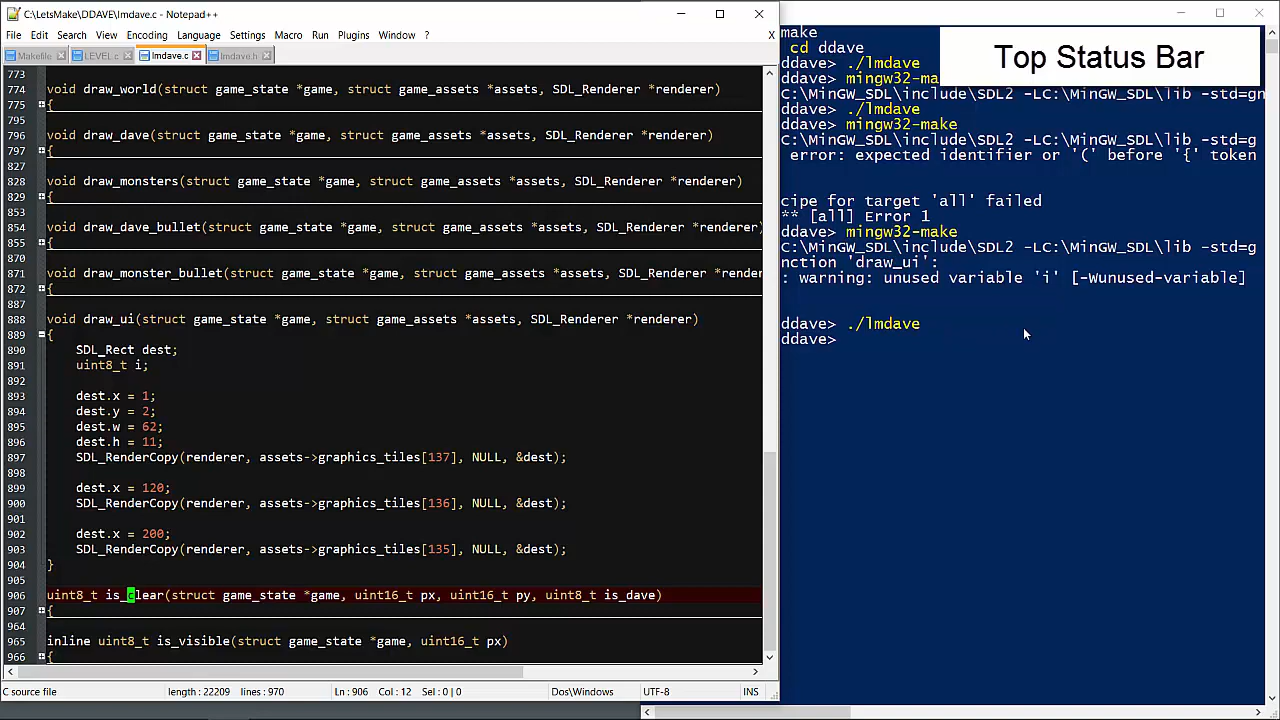 C:\LetsMake\DDAVE\lmdave.c - Notepad++
File Edit Search View Encoding Language Settings Macro Run Plugins Window ? X
Makefile LEVEL.c lmdave.c lmdave.h
773
774 void draw_world(struct game_state *game, struct game_assets *assets, SDL_Renderer *renderer)
775 {
795
796 void draw_dave(struct game_state *game, struct game_assets *assets, SDL_Renderer *renderer)
797 {
827
828 void draw_monsters(struct game_state *game, struct game_assets *assets, SDL_Renderer *renderer)
829 {
853
854 void draw_dave_bullet(struct game_state *game, struct game_assets *assets, SDL_Renderer *renderer)
855 {
870
871 void draw_monster_bullet(struct game_state *game, struct game_assets *assets, SDL_Renderer *render
872 {
887
888 void draw_ui(struct game_state *game, struct game_assets *assets, SDL_Renderer *renderer)
889 {
890 SDL_Rect dest;
891 uint8_t i;
892
893 dest.x = 1;
894 dest.y = 2;
895 dest.w = 62;
896 dest.h = 11;
897 SDL_RenderCopy(renderer, assets->graphics_tiles[137], NULL, &dest);
898
899 dest.x = 120;
900 SDL_RenderCopy(renderer, assets->graphics_tiles[136], NULL, &dest);
901
902 dest.x = 200;
903 SDL_RenderCopy(renderer, assets->graphics_tiles[135], NULL, &dest);
904 }
905
906 uint8_t is_clear(struct game_state *game, uint16_t px, uint16_t py, uint8_t is_dave)
907 {
964
965 inline uint8_t is_visible(struct game_state *game, uint16_t px)
966 {
C source file length : 22209 lines : 970 Ln : 906 Col : 12 Sel : 0 | 0 Dos\Windows UTF-8 INS
Top Status Bar
make
cd ddave
ddave> ./lmdave
ddave> mingw32-ma
C:\MinGW_SDL\include\SDL2 -LC:\MinGW_SDL\lib -std=gn
ddave> ./lmdave
ddave> mingw32-make
C:\MinGW_SDL\include\SDL2 -LC:\MinGW_SDL\lib -std=g
error: expected identifier or '(' before '{' token
cipe for target 'all' failed
** [all] Error 1
ddave> mingw32-make
C:\MinGW_SDL\include\SDL2 -LC:\MinGW_SDL\lib -std=g
nction 'draw_ui':
: warning: unused variable 'i' [-Wunused-variable]
ddave> ./lmdave
ddave>